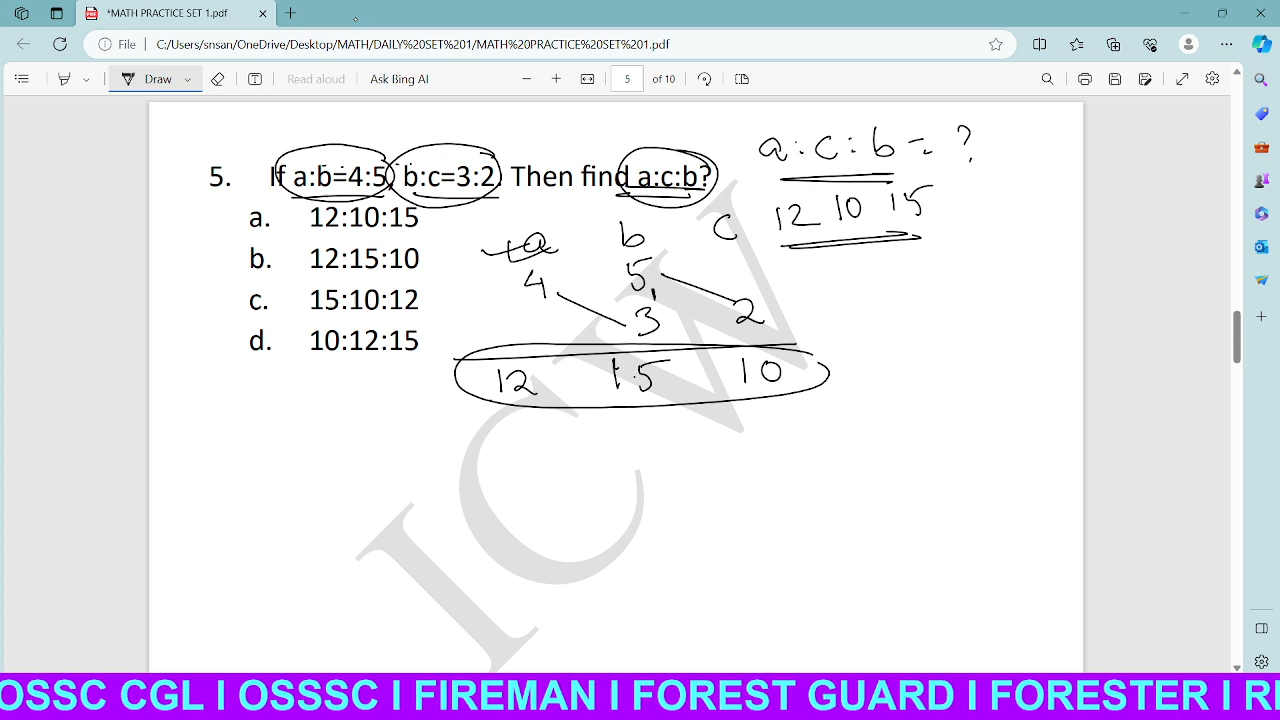 *MATH PRACTICE SET 1.pdf
File C:/Users/snsan/OneDrive/Desktop/MATH/DAILY%20SET%201/MATH%20PRACTICE%20SET%201.pdf
Draw Read aloud Ask Bing AI 5 of 10
a:c:b = ?
5. If a:b=4:5, b:c=3:2. Then find a:c:b?
12 10 15
a. 12:10:15
a b c
b. 12:15:10
4 5
c. 15:10:12
3 2
d. 10:12:15
12 15 10
ICW
OSSSC CGL I OSSSC I FIREMAN I FOREST GUARD I FORESTER I RI